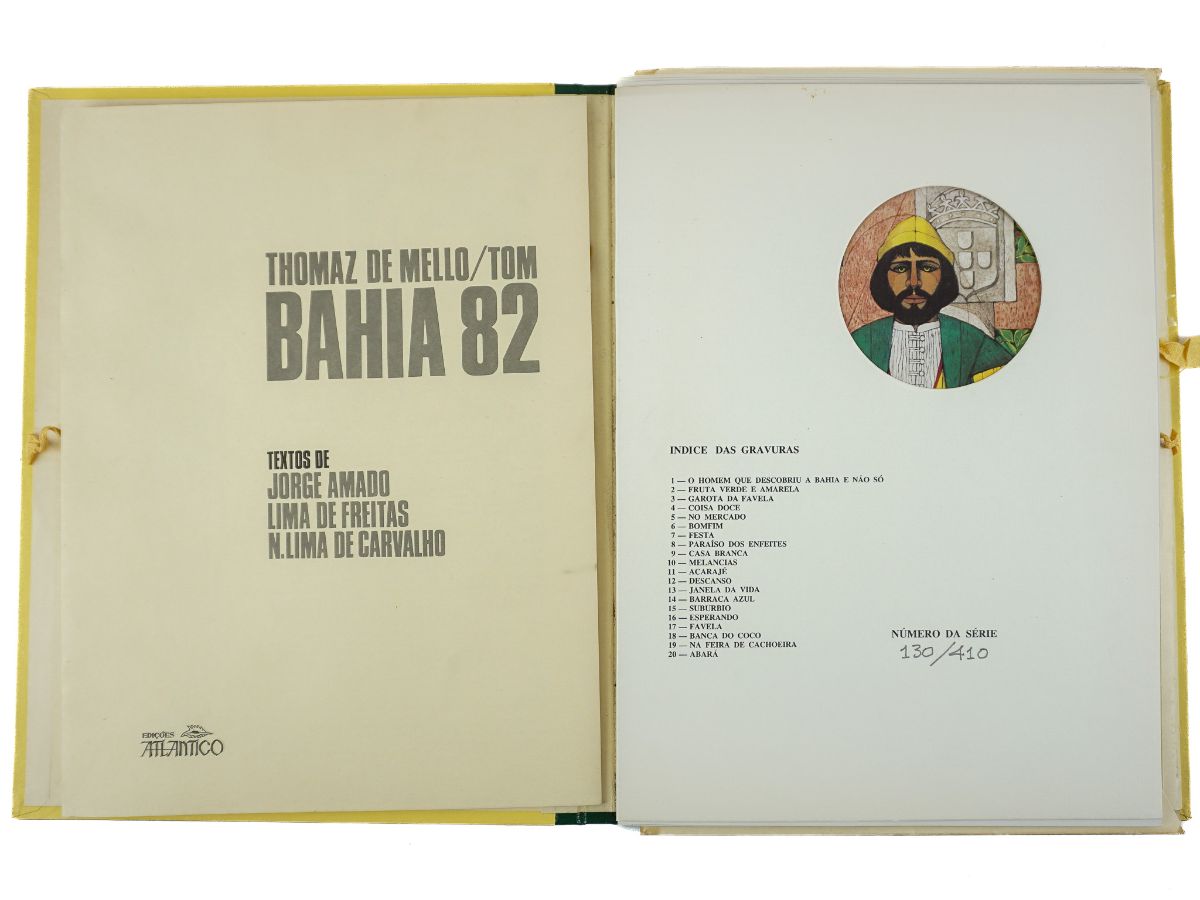 THOMAZ DE MELLO/TOM
BAHIA 82
TEXTOS DE
JORGE AMADO
LIMA DE FREITAS
N.LIMA DE CARVALHO
EDIÇÕES
ATLANTICO
INDICE DAS GRAVURAS
1 — O HOMEM QUE DESCOBRIU A BAHIA E NÃO SÓ
2 — FRUTA VERDE E AMARELA
3 — GAROTA DA FAVELA
4 — COISA DOCE
5 — NO MERCADO
6 — BOMFIM
7 — FESTA
8 — PARAÍSO DOS ENFEITES
9 — CASA BRANCA
10 — MELANCIAS
11 — ACARAJÉ
12 — DESCANSO
13 — JANELA DA VIDA
14 — BARRACA AZUL
15 — SUBURBIO
16 — ESPERANDO
17 — FAVELA
18 — BANCA DO COCO
19 — NA FEIRA DE CACHOEIRA
20 — ABARÁ
NÚMERO DA SÉRIE
130/410